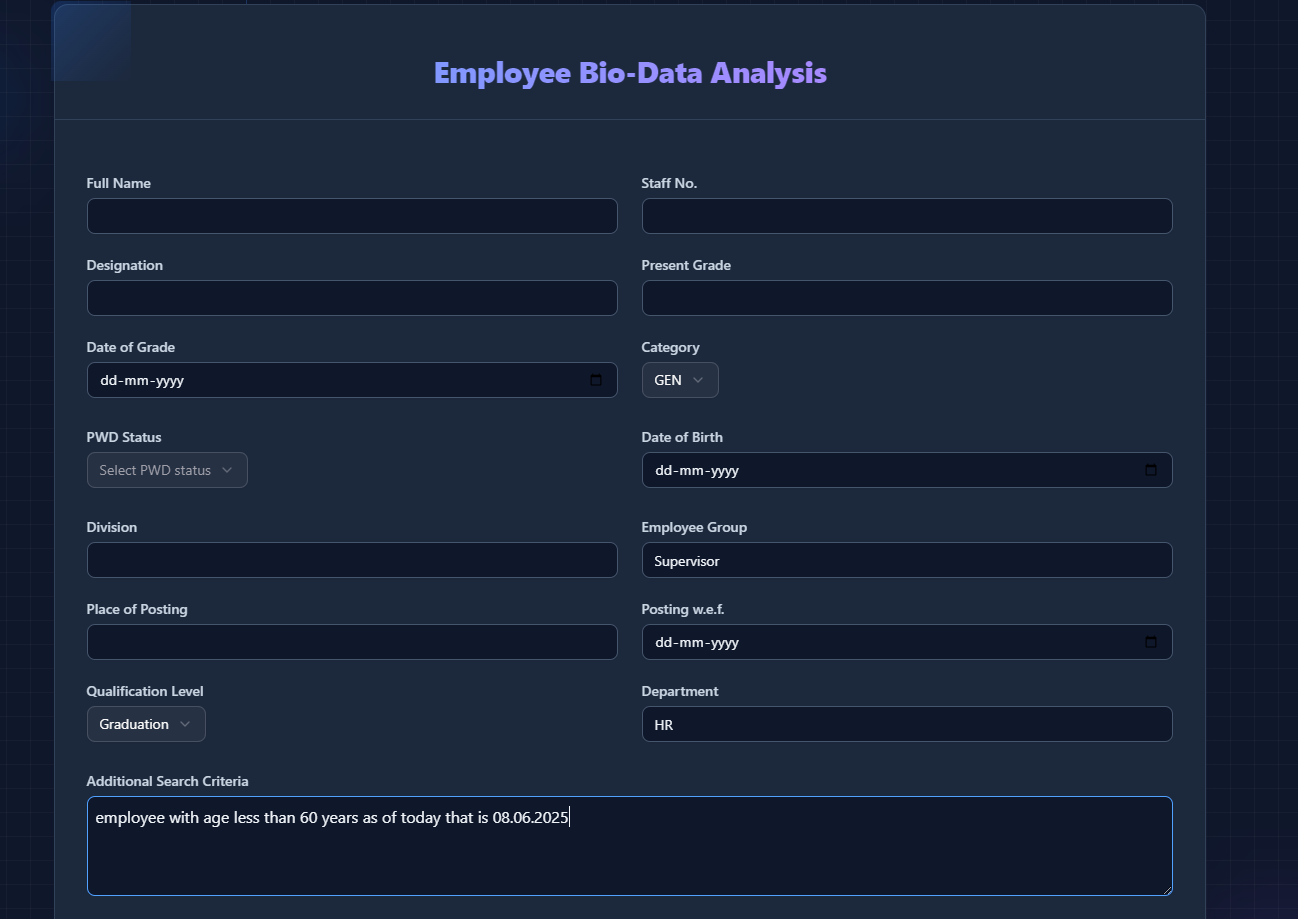 Employee Bio-Data Analysis
Full Name
Staff No.
Designation
Present Grade
Date of Grade
Category
dd-mm-yyyy
GEN
PWD Status
Date of Birth
Select PWD status
dd-mm-yyyy
Division
Employee Group
Supervisor
Place of Posting
Posting w.e.f.
dd-mm-yyyy
Qualification Level
Department
Graduation
HR
Additional Search Criteria
employee with age less than 60 years as of today that is 08.06.2025